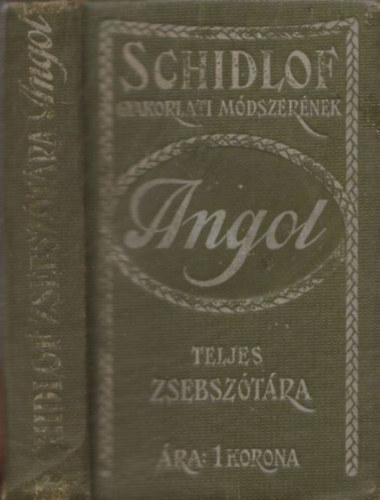 SCHIDLOF
GYAKORLATI MÓDSZERÉNEK
Angol
TELJES
ZSEBSZÓTÁRA
ÁRA: 1 KORONA
SCHIDLOF ZSEBSZÓTÁRA Angol